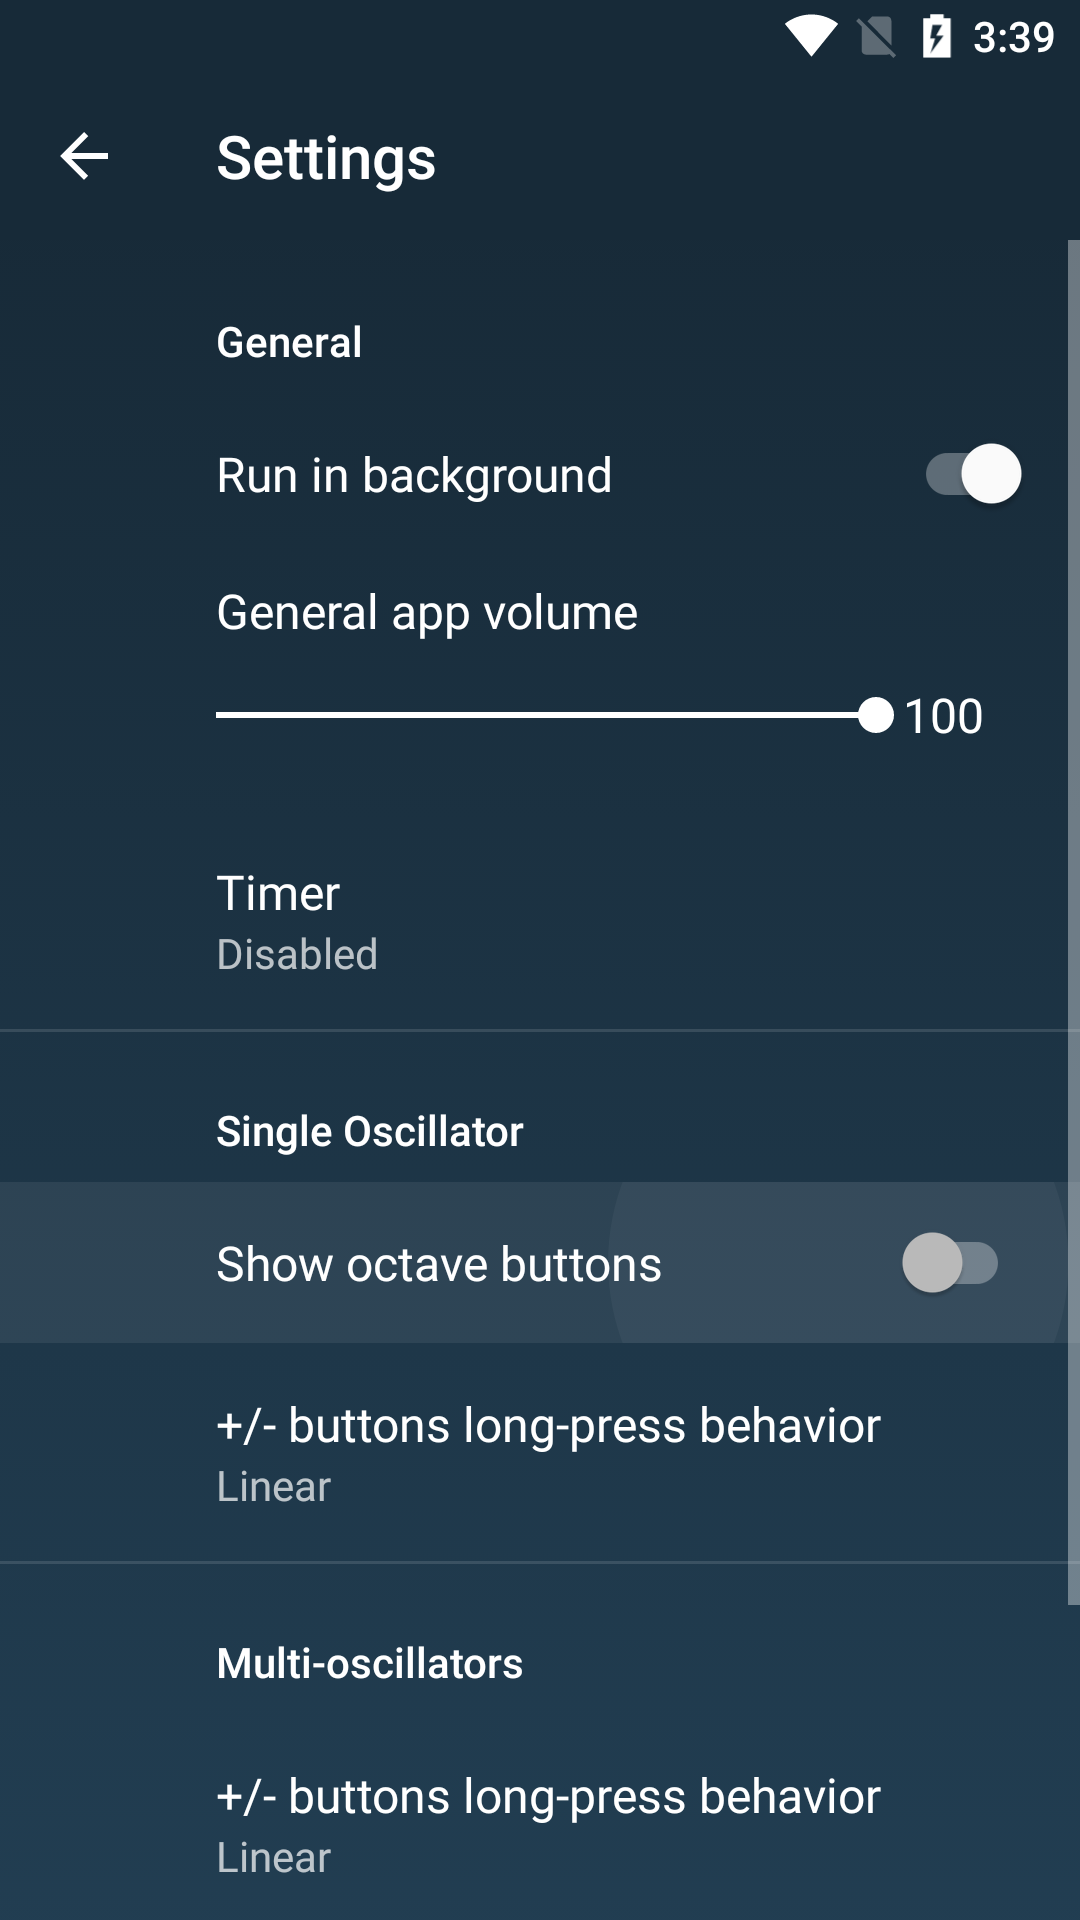 3:39
Settings
General
Run in background
General app volume
100
Timer
Disabled
Single Oscillator
Show octave buttons
+/- buttons long-press behavior
Linear
Multi-oscillators
+/- buttons long-press behavior
Linear